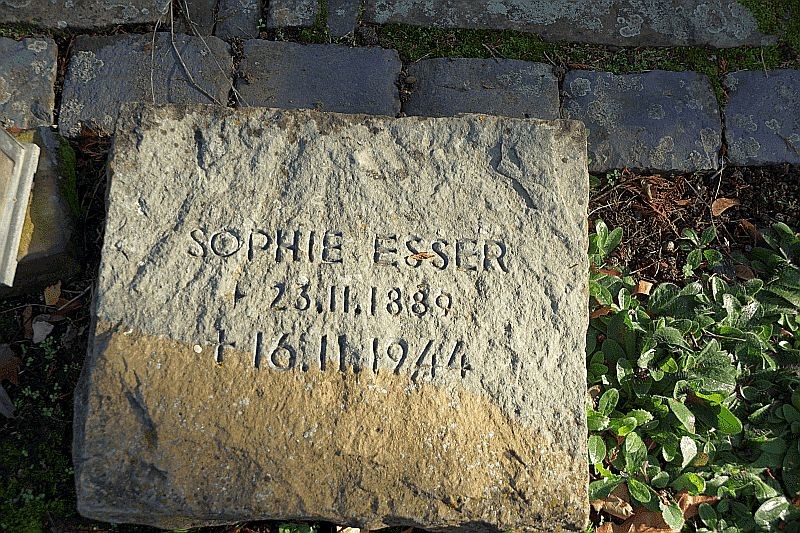 SOPHIE ESSER
* 23.11.1889
† 16.11.1944